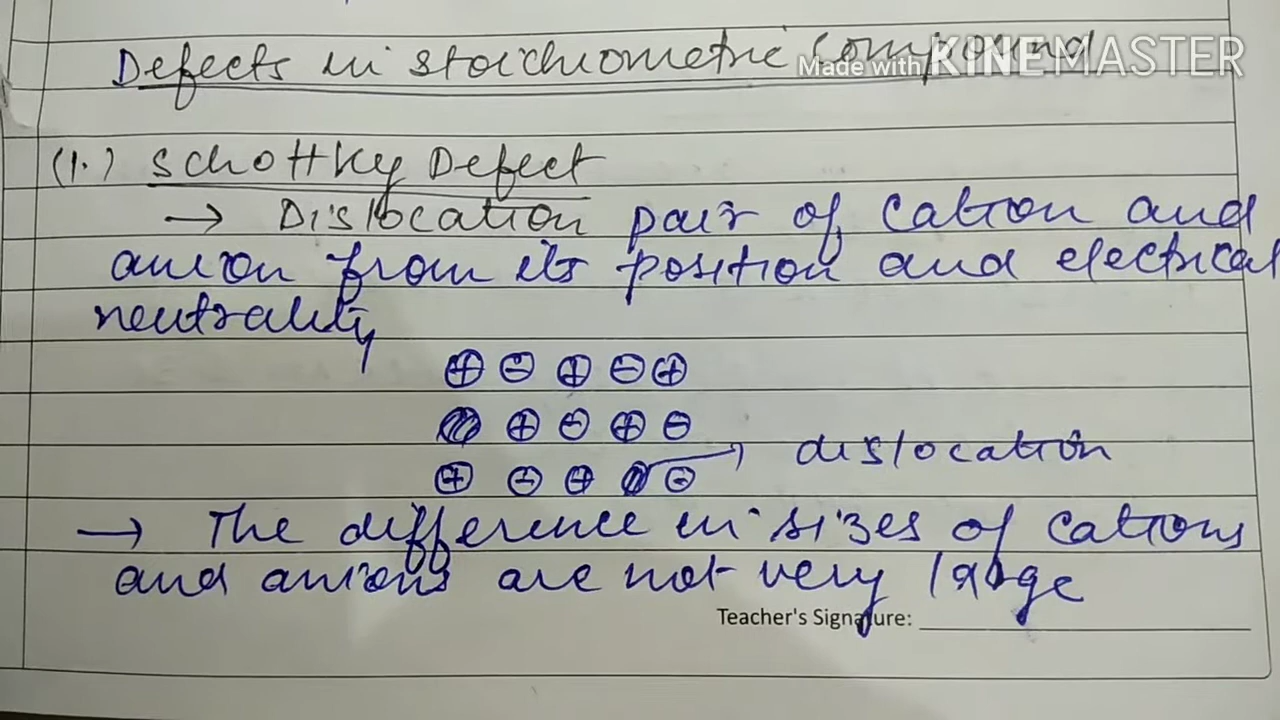 Defects in stoichiometric compound
Made with KINEMASTER
(1.) Schottky Defect
→ Dislocation pair of cation and
anion from its position and electrical
neutrality
⊕ ⊖ ⊕ ⊖ ⊕
⊕ ⊖ ⊕ ⊖
→ dislocation
⊕ ⊖ ⊕ ⊖
→ The difference in sizes of cations
and anions are not very large
Teacher's Signature: